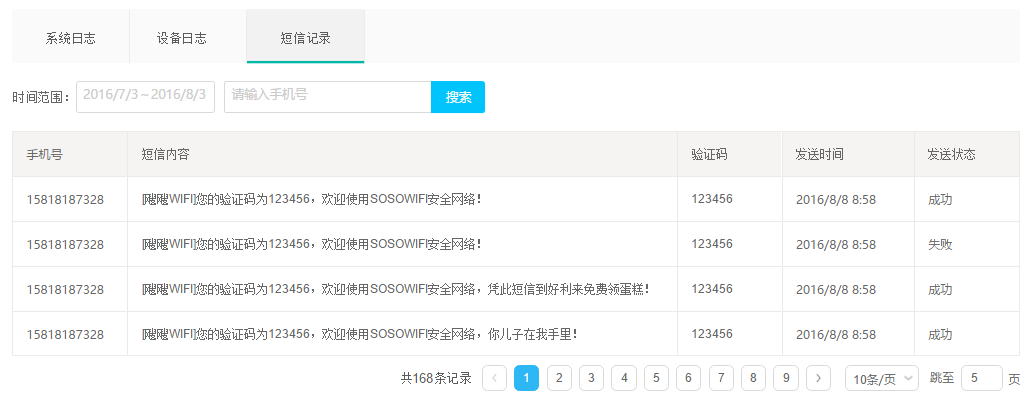 系统日志 设备日志 短信记录
时间范围： 2016/7/3 ~ 2016/8/3 请输入手机号 搜索
手机号 短信内容 验证码 发送时间 发送状态
15818187328 [飕飕WIFI]您的验证码为123456，欢迎使用SOSOWIFI安全网络！ 123456 2016/8/8 8:58 成功
15818187328 [飕飕WIFI]您的验证码为123456，欢迎使用SOSOWIFI安全网络！ 123456 2016/8/8 8:58 失败
15818187328 [飕飕WIFI]您的验证码为123456，欢迎使用SOSOWIFI安全网络，凭此短信到好利来免费领蛋糕！ 123456 2016/8/8 8:58 成功
15818187328 [飕飕WIFI]您的验证码为123456，欢迎使用SOSOWIFI安全网络，你儿子在我手里！ 123456 2016/8/8 8:58 成功
共168条记录 < 1 2 3 4 5 6 7 8 9 > 10条/页 跳至 5 页